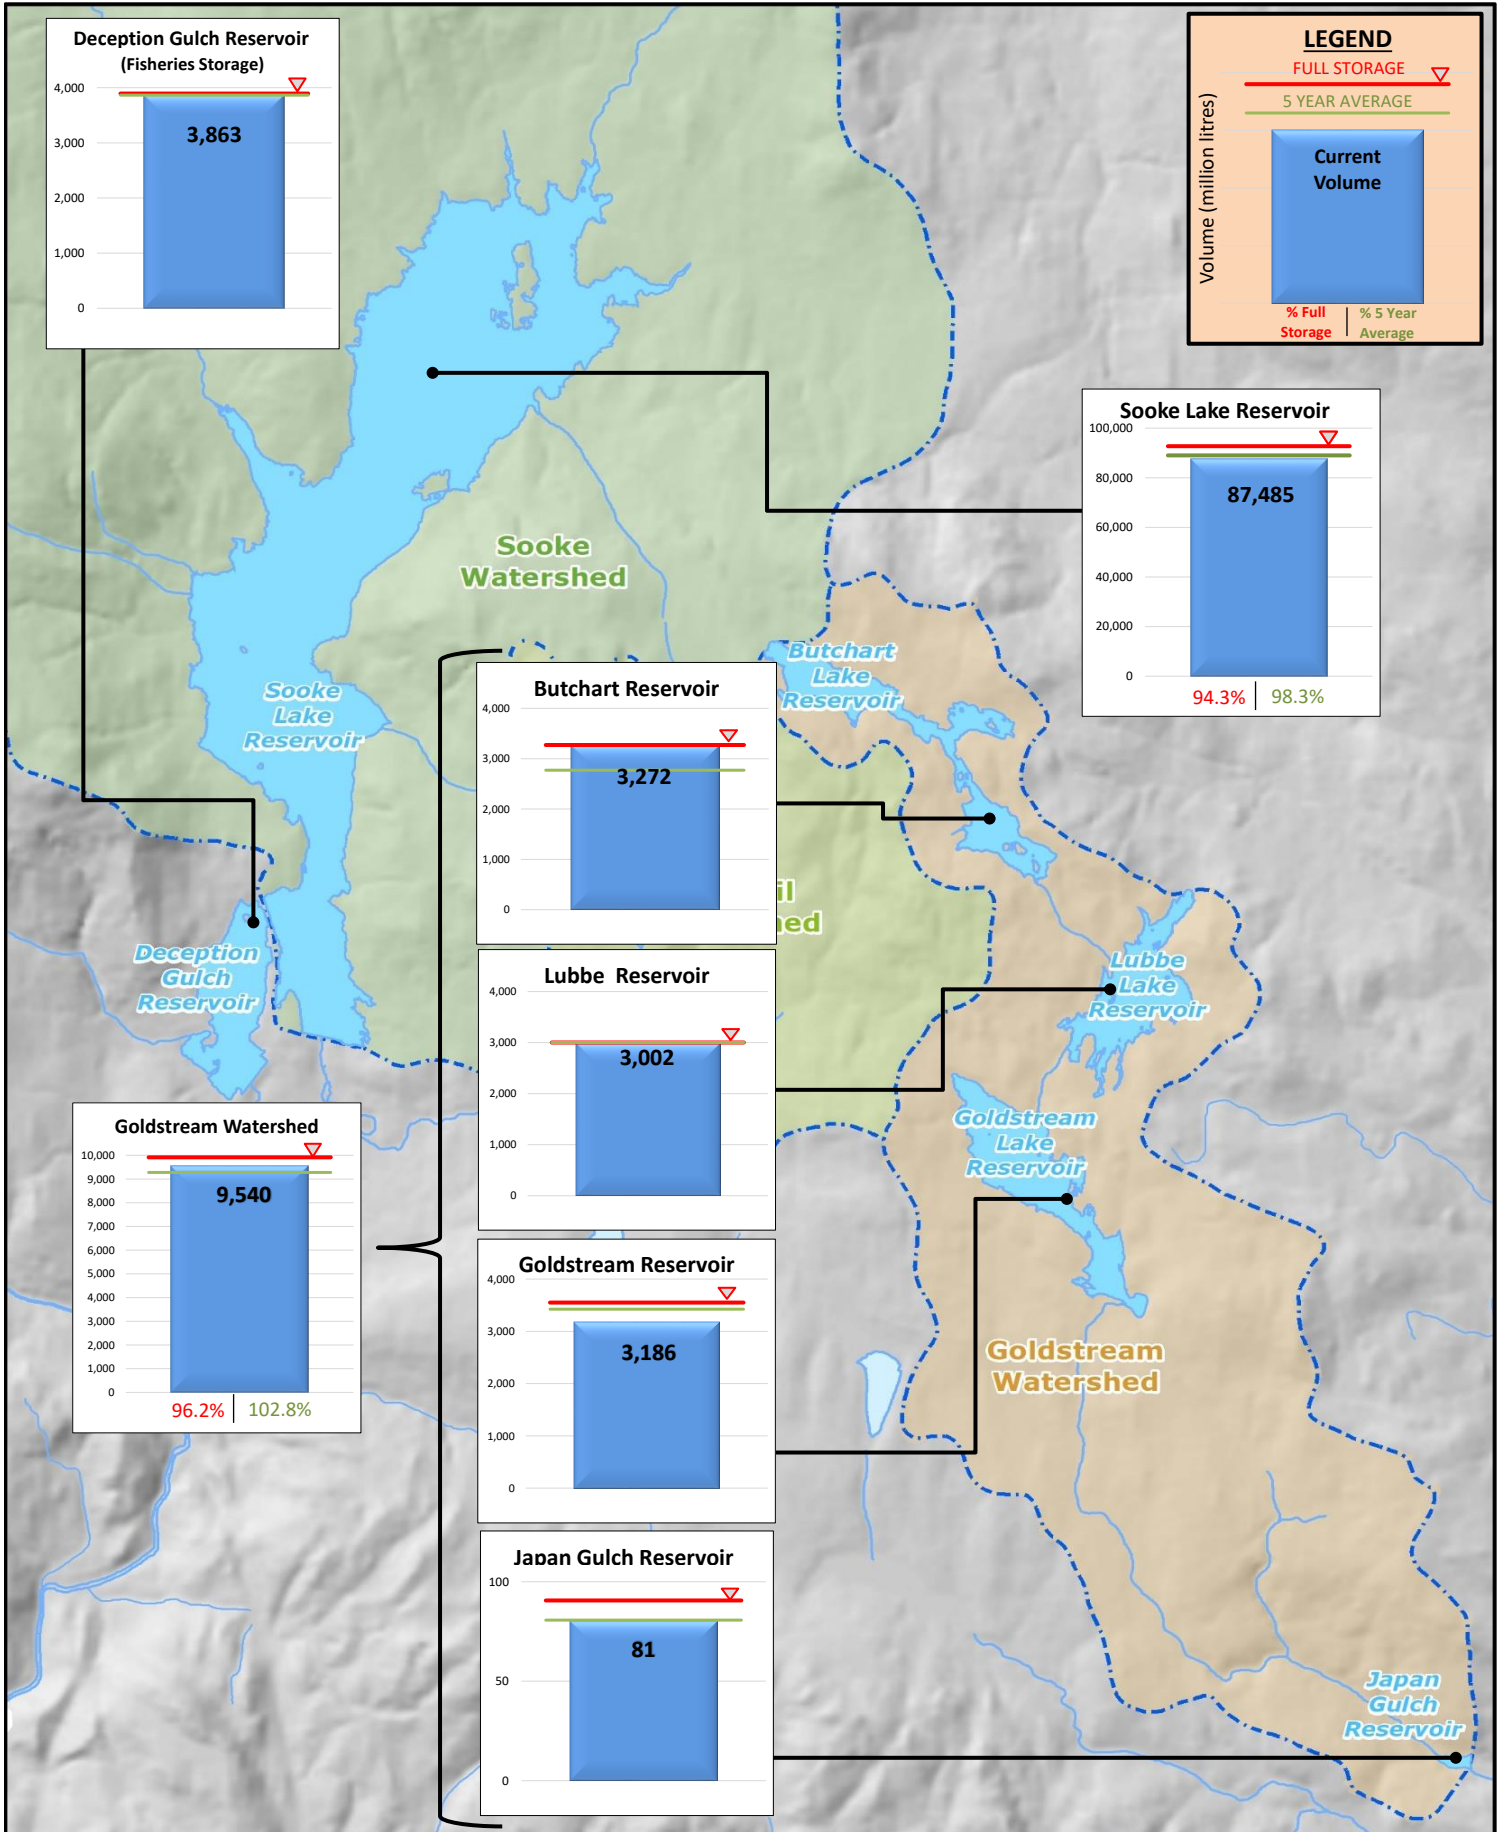 Deception Gulch Reservoir
(Fisheries Storage)
4,000
3,000
2,000
1,000
0
3,863
LEGEND
FULL STORAGE
5 YEAR AVERAGE
Volume (million litres)
Current
Volume
% Full
Storage
% 5 Year
Average
Sooke Lake Reservoir
100,000
80,000
60,000
40,000
20,000
0
87,485
94.3% 98.3%
Sooke
Watershed
Sooke
Lake
Reservoir
Butchart
Lake
Reservoir
Butchart Reservoir
4,000
3,000
2,000
1,000
0
3,272
il
ed
Deception
Gulch
Reservoir
Lubbe Reservoir
4,000
3,000
2,000
1,000
0
3,002
Lubbe
Lake
Reservoir
Goldstream Watershed
10,000
9,000
8,000
7,000
6,000
5,000
4,000
3,000
2,000
1,000
0
9,540
96.2% 102.8%
Goldstream
Lake
Reservoir
Goldstream Reservoir
4,000
3,000
2,000
1,000
0
3,186
Goldstream
Watershed
Japan Gulch Reservoir
100
50
0
81
Japan
Gulch
Reservoir